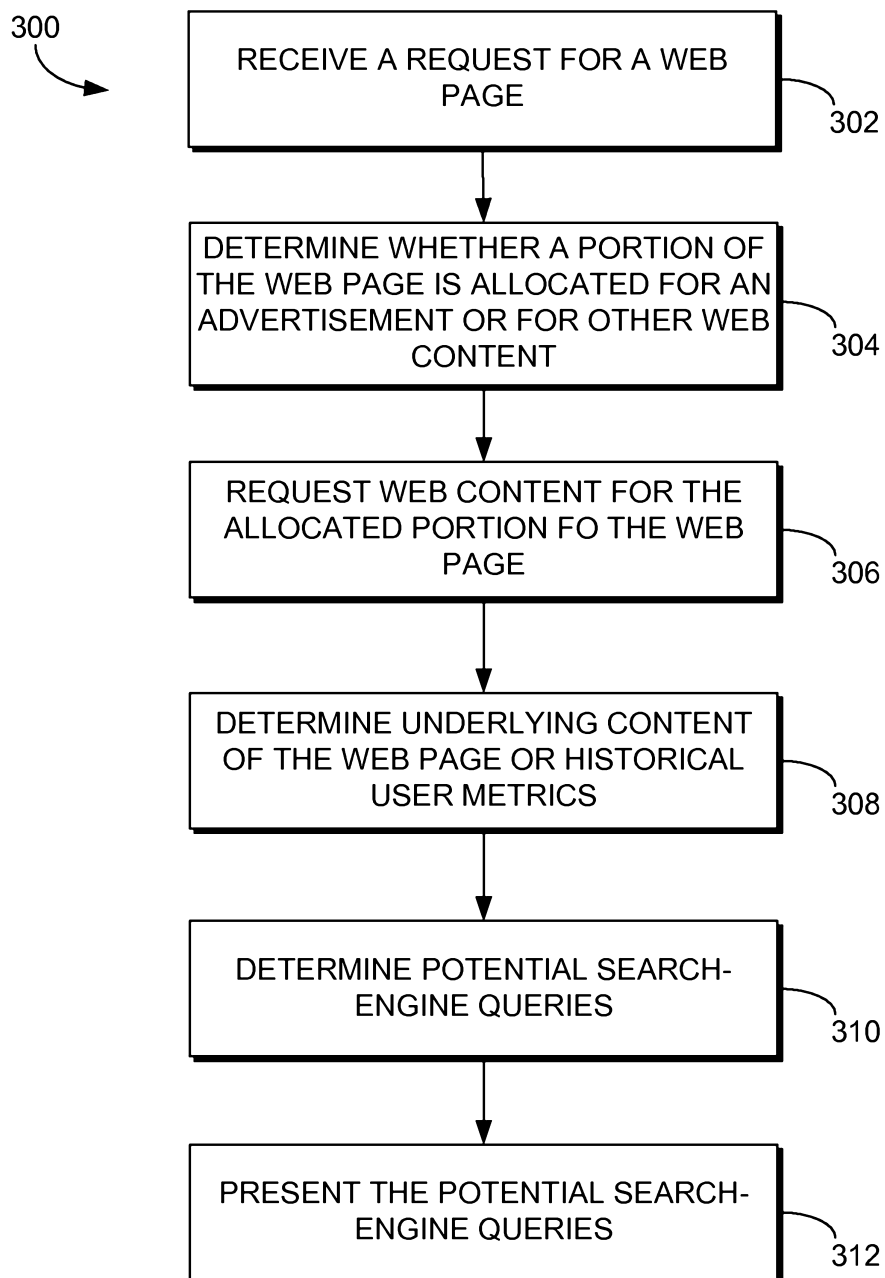 300
RECEIVE A REQUEST FOR A WEB
PAGE
302
DETERMINE WHETHER A PORTION OF
THE WEB PAGE IS ALLOCATED FOR AN
ADVERTISEMENT OR FOR OTHER WEB
CONTENT
304
REQUEST WEB CONTENT FOR THE
ALLOCATED PORTION FO THE WEB
PAGE
306
DETERMINE UNDERLYING CONTENT
OF THE WEB PAGE OR HISTORICAL
USER METRICS
308
DETERMINE POTENTIAL SEARCH-
ENGINE QUERIES
310
PRESENT THE POTENTIAL SEARCH-
ENGINE QUERIES
312